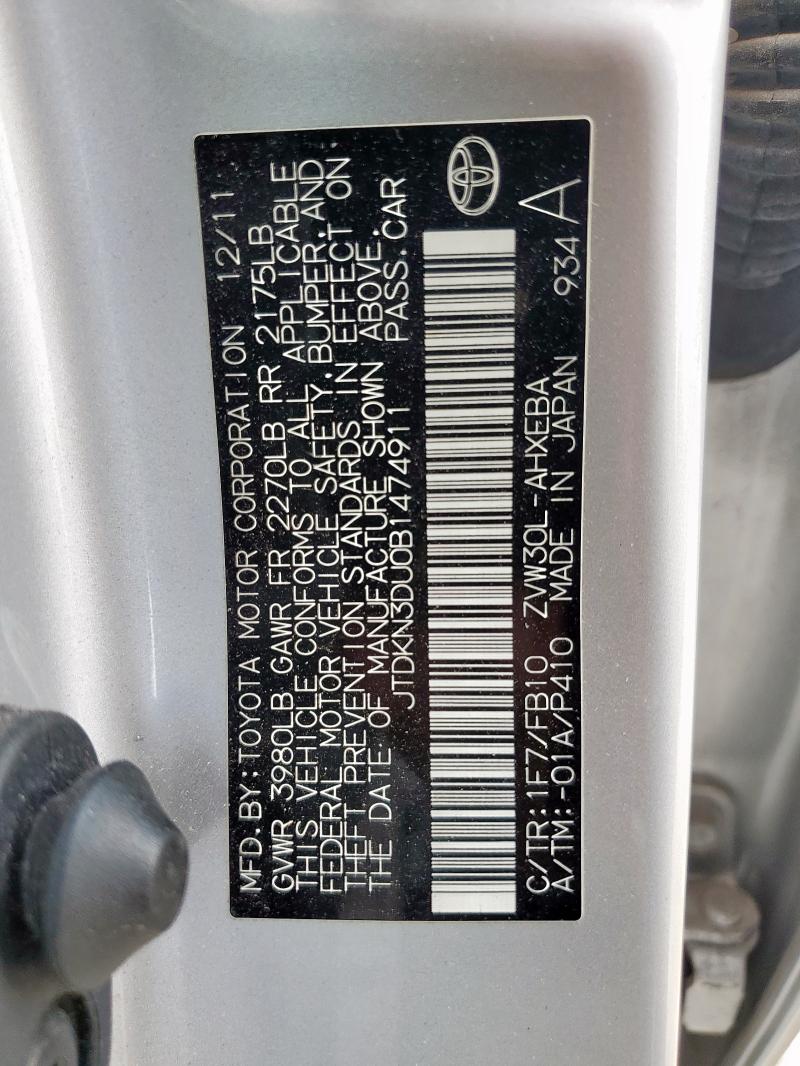 MFD. BY: TOYOTA MOTOR CORPORATION 12/11
GVWR 3980LB GAWR FR 2270LB RR 2175LB
THIS VEHICLE CONFORMS TO ALL APPLICABLE
FEDERAL MOTOR VEHICLE SAFETY, BUMPER, AND
THEFT PREVENTION STANDARDS IN EFFECT ON
THE DATE OF MANUFACTURE SHOWN ABOVE.
JTDKN3DU0B1474911 PASS. CAR
C/TR: 1F7/FB10 ZVW30L-AHXEBA 934 A
A/TM: -01A/P410 MADE IN JAPAN